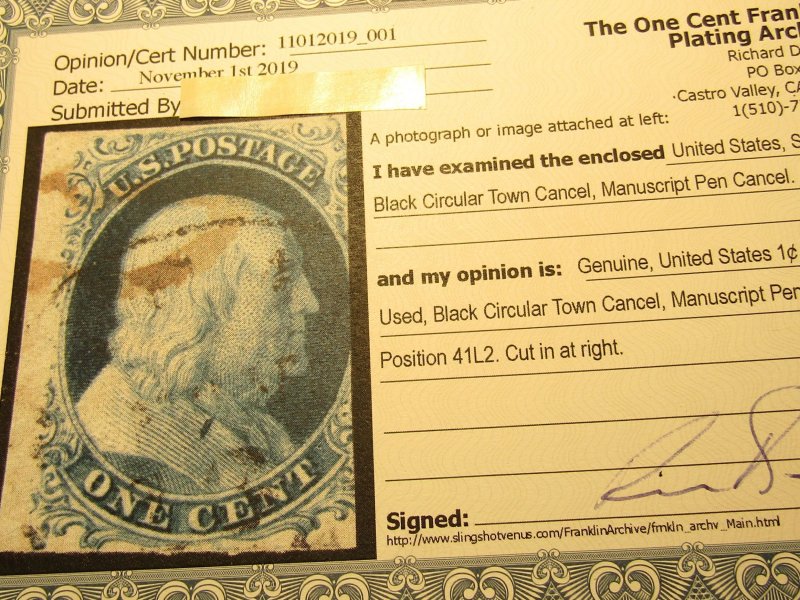 Opinion/Cert Number: 11012019_001
Date: November 1st 2019
Submitted By
U.S. POSTAGE
ONE CENT
The One Cent
Plating
Richard D
PO Box
Castro Valley, CA
1(510)-7
A photograph or image attached at left:
I have examined the enclosed United States, S
Black Circular Town Cancel, Manuscript Pen Cancel.
and my opinion is: Genuine, United States 1¢
Used, Black Circular Town Cancel, Manuscript Pen
Position 41L2. Cut in at right.
Signed:
http://www.slingshotvenus.com/FranklinArchive/frnkln_archv_Main.html